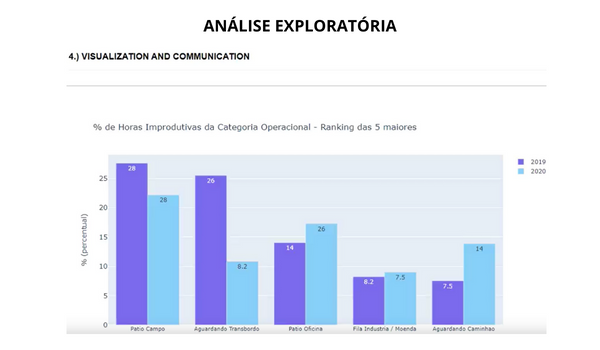 ANÁLISE EXPLORATÓRIA
4.) VISUALIZATION AND COMMUNICATION
% de Horas Improdutivas da Categoria Operacional - Ranking das 5 maiores
2019
2020
% (percentual)
25
20
15
10
5
0
28
28
26
8.2
14
26
8.2
7.5
7.5
14
Patio Campo
Aguardando Transbordo
Patio Oficina
Fila Industria / Moenda
Aguardando Caminhao